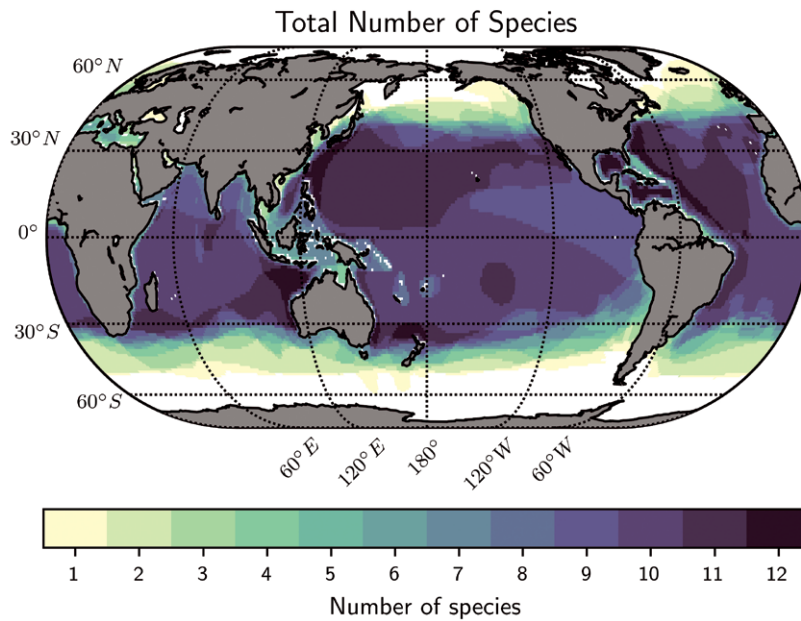 Total Number of Species
60°N
30°N
0°
30°S
60°S
60°E 120°E 180° 120°W 60°W
1 2 3 4 5 6 7 8 9 10 11 12
Number of species